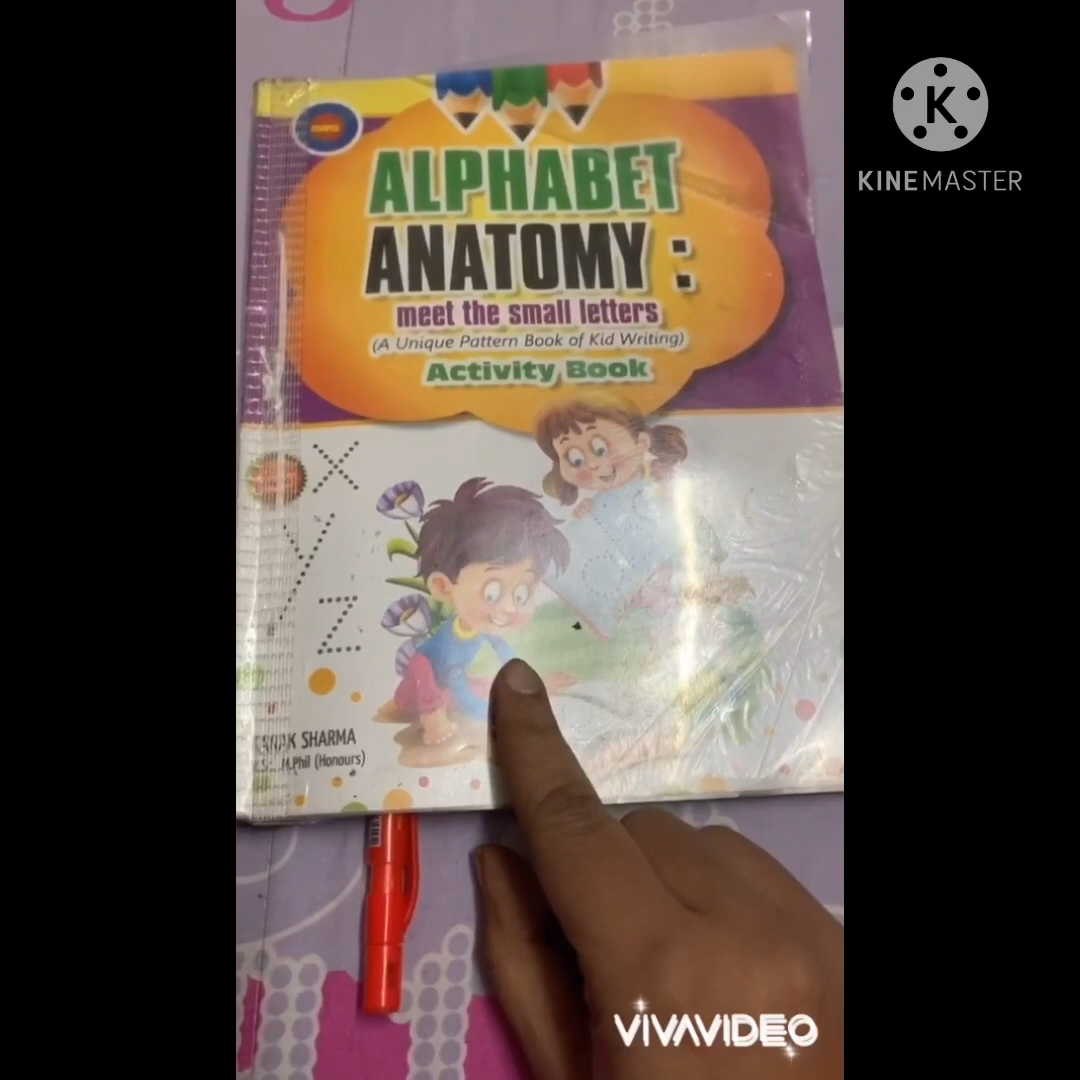 ALPHABET
ANATOMY :
meet the small letters
(A Unique Pattern Book of Kid Writing)
Activity Book
x
y
z
SHARMA
M.Phil (Honours)
K
KINEMASTER
VIVAVIDEO